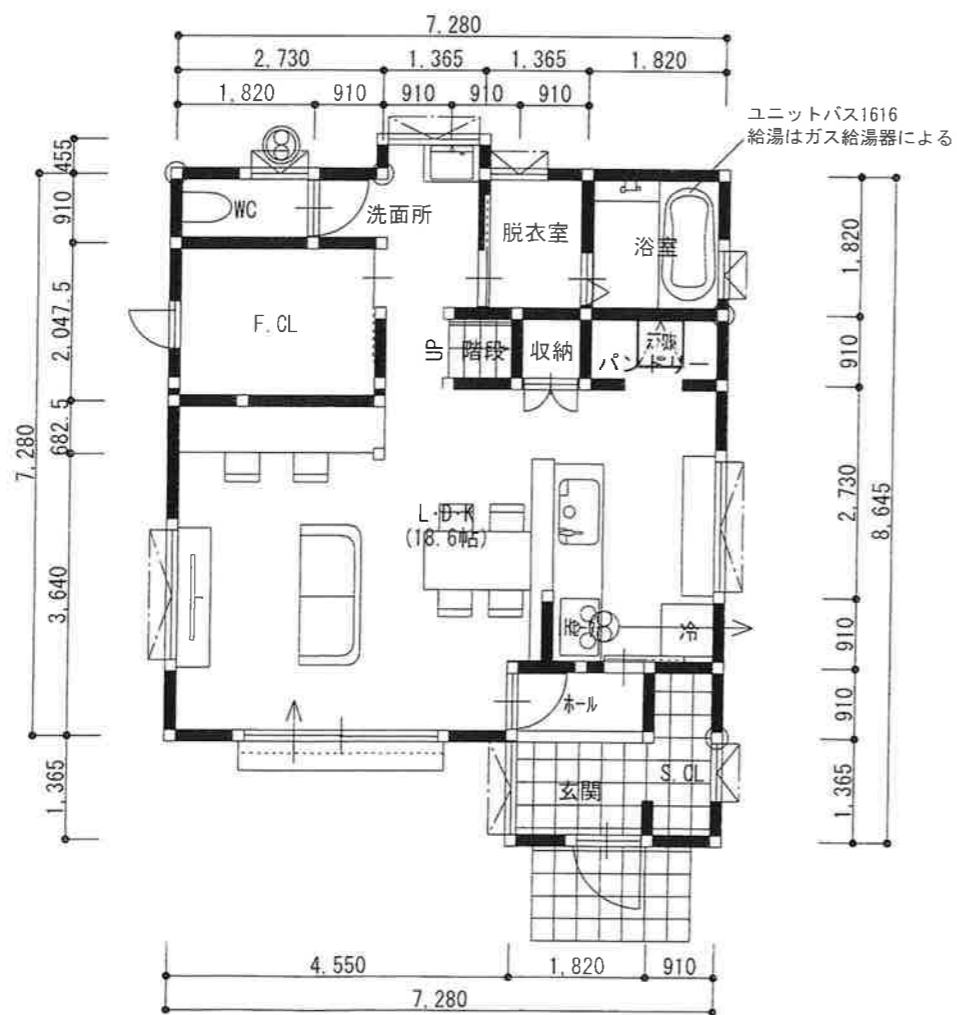 7,280
2,730 1,365 1,365 1,820
1,820 910 910 910 910
ユニットバス1616
給湯はガス給湯器による
455
910
2,047.5
682.5
3,640
7,280
1,365
WC
洗面所
脱衣室
浴室
F.CL
UP
階段
収納
パントリー
L・D・K
(18.6帖)
冷
ホール
玄関
S.CL
1,820
910
2,730
910
910
1,365
8,645
4,550 1,820 910
7,280